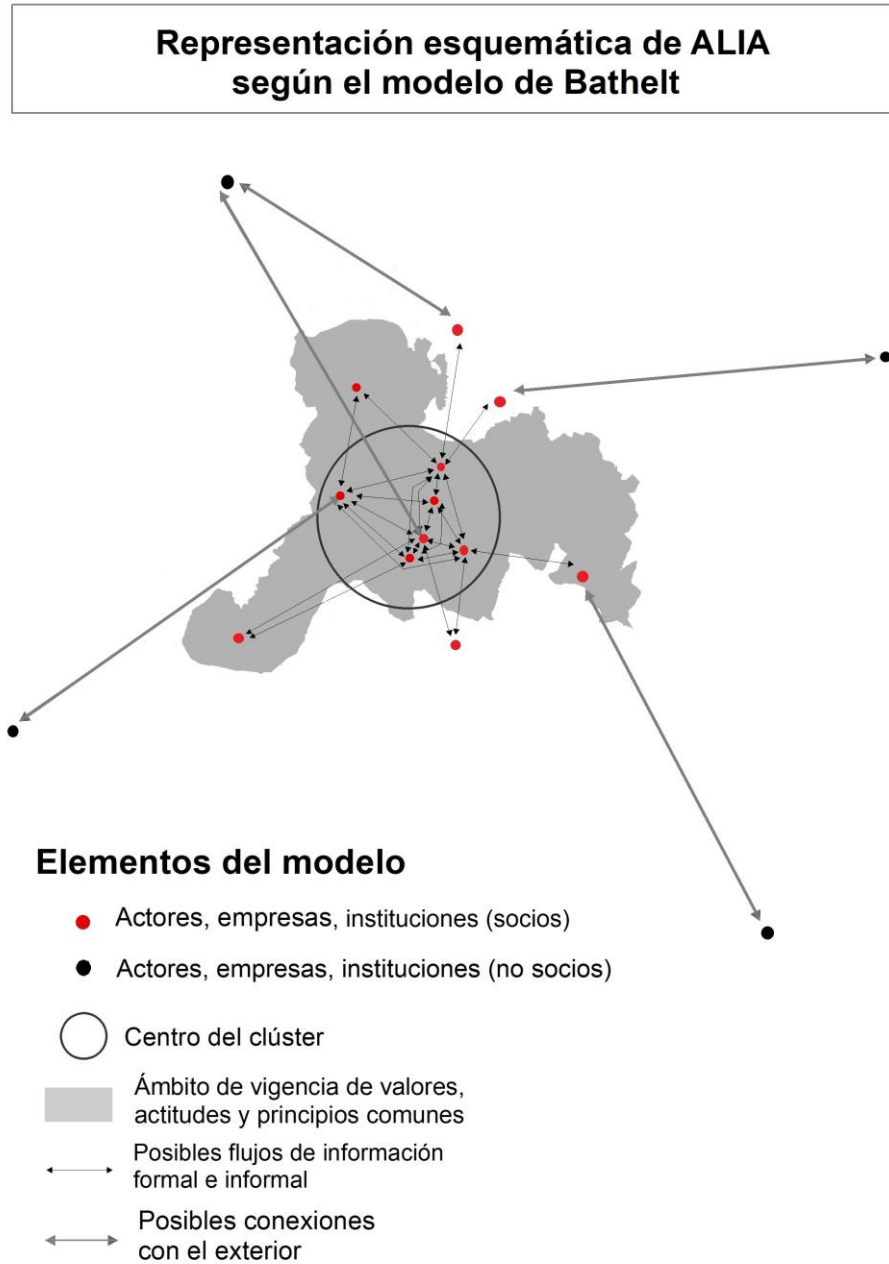 Representación esquemática de ALIA
según el modelo de Bathelt
Elementos del modelo
Actores, empresas, instituciones (socios)
Actores, empresas, instituciones (no socios)
Centro del clúster
Ámbito de vigencia de valores,
actitudes y principios comunes
Posibles flujos de información
formal e informal
Posibles conexiones
con el exterior